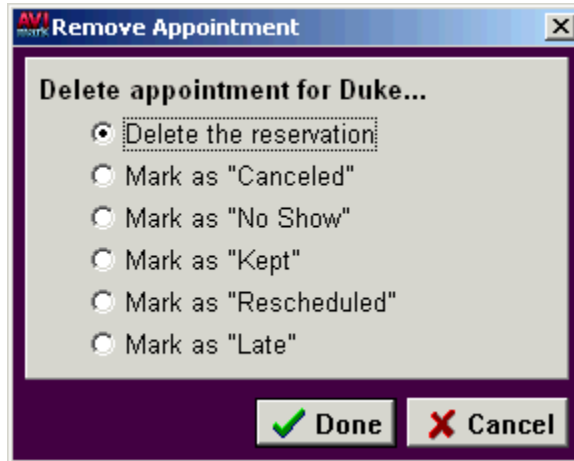 AVImark Remove Appointment
Delete appointment for Duke...
Delete the reservation
Mark as "Canceled"
Mark as "No Show"
Mark as "Kept"
Mark as "Rescheduled"
Mark as "Late"
Done Cancel